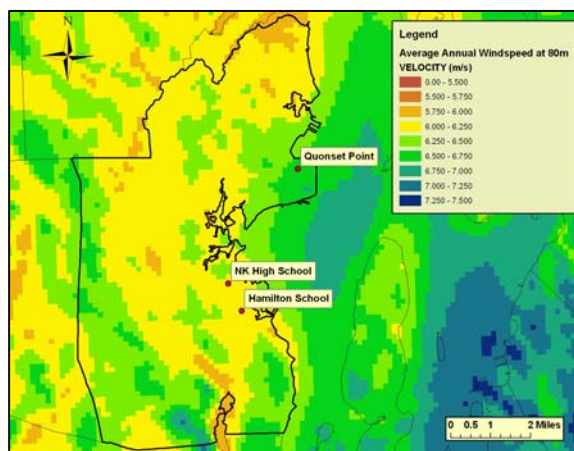 N
Legend
Average Annual Windspeed at 80m
VELOCITY (m/s)
0.00 - 5.500
5.500 - 5.750
5.750 - 6.000
6.000 - 6.250
6.250 - 6.500
6.500 - 6.750
6.750 - 7.000
7.000 - 7.250
7.250 - 7.500
Quonset Point
NK High School
Hamilton School
0 0.5 1 2 Miles